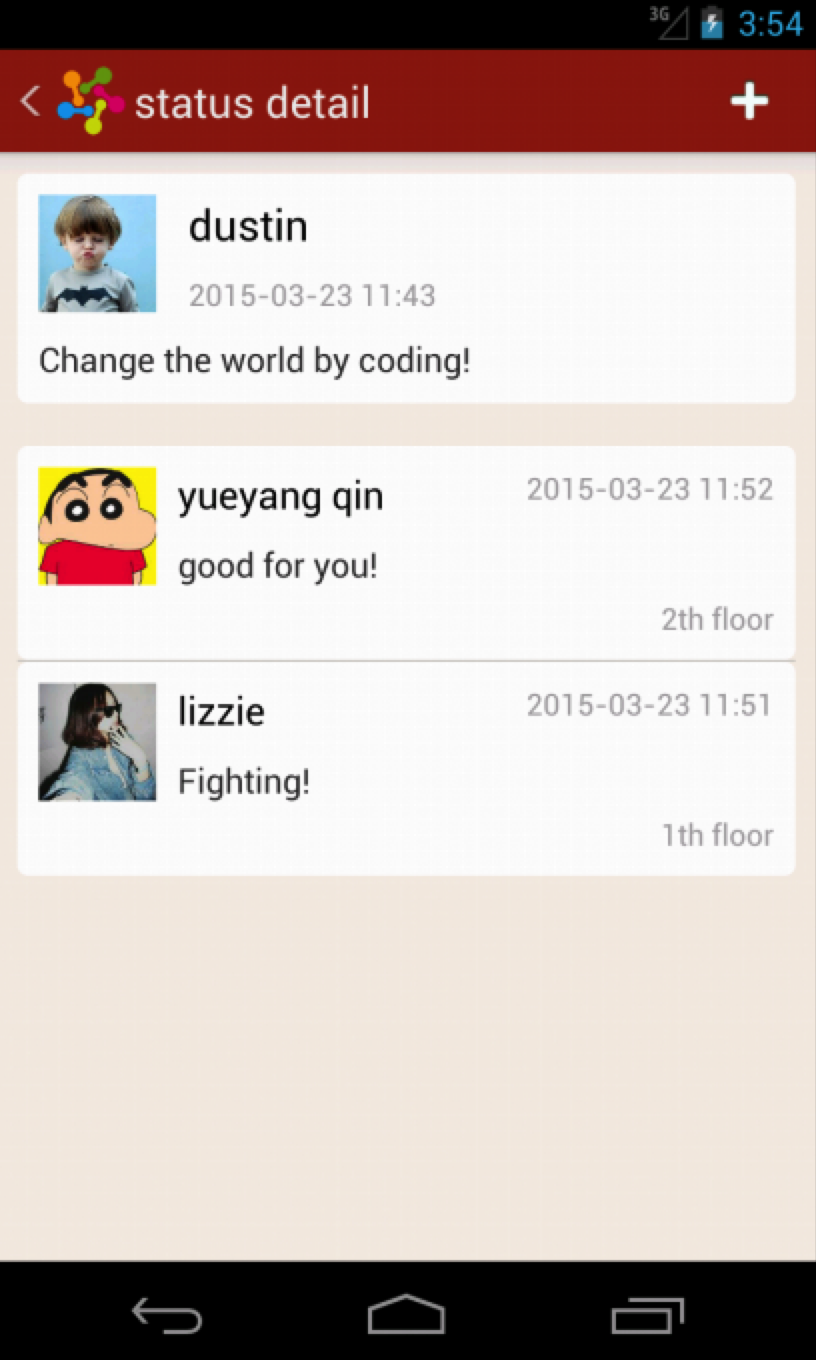 3G 3:54
status detail
dustin
2015-03-23 11:43
Change the world by coding!
yueyang qin 2015-03-23 11:52
good for you!
2th floor
lizzie 2015-03-23 11:51
Fighting!
1th floor